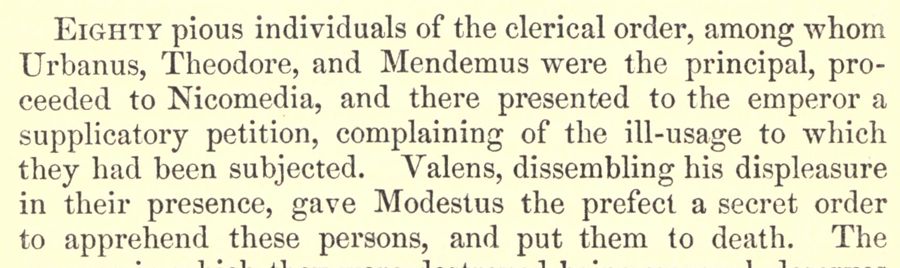 EIGHTY pious individuals of the clerical order, among whom
Urbanus, Theodore, and Mendemus were the principal, pro-
ceeded to Nicomedia, and there presented to the emperor a
supplicatory petition, complaining of the ill-usage to which
they had been subjected. Valens, dissembling his displeasure
in their presence, gave Modestus the prefect a secret order
to apprehend these persons, and put them to death. The